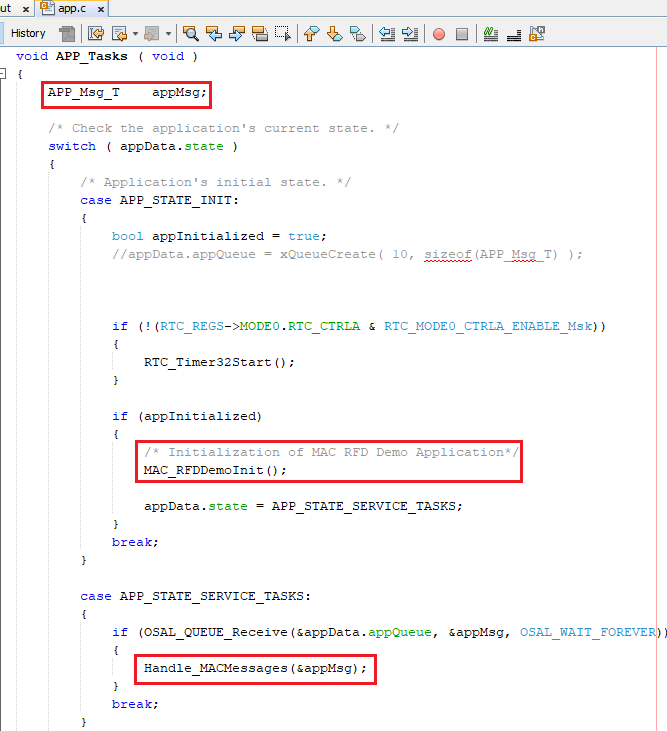 ut app.c
History
void APP_Tasks ( void )
{
APP_Msg_T    appMsg;
/* Check the application's current state. */
switch ( appData.state )
{
/* Application's initial state. */
case APP_STATE_INIT:
{
bool appInitialized = true;
//appData.appQueue = xQueueCreate( 10, sizeof(APP_Msg_T) );
if (!(RTC_REGS->MODE0.RTC_CTRLA & RTC_MODE0_CTRLA_ENABLE_Msk))
{
RTC_Timer32Start();
}
if (appInitialized)
{
/* Initialization of MAC RFD Demo Application*/
MAC_RFDDemoInit();
appData.state = APP_STATE_SERVICE_TASKS;
}
break;
}
case APP_STATE_SERVICE_TASKS:
{
if (OSAL_QUEUE_Receive(&appData.appQueue, &appMsg, OSAL_WAIT_FOREVER))
{
Handle_MACMessages(&appMsg);
}
break;
}